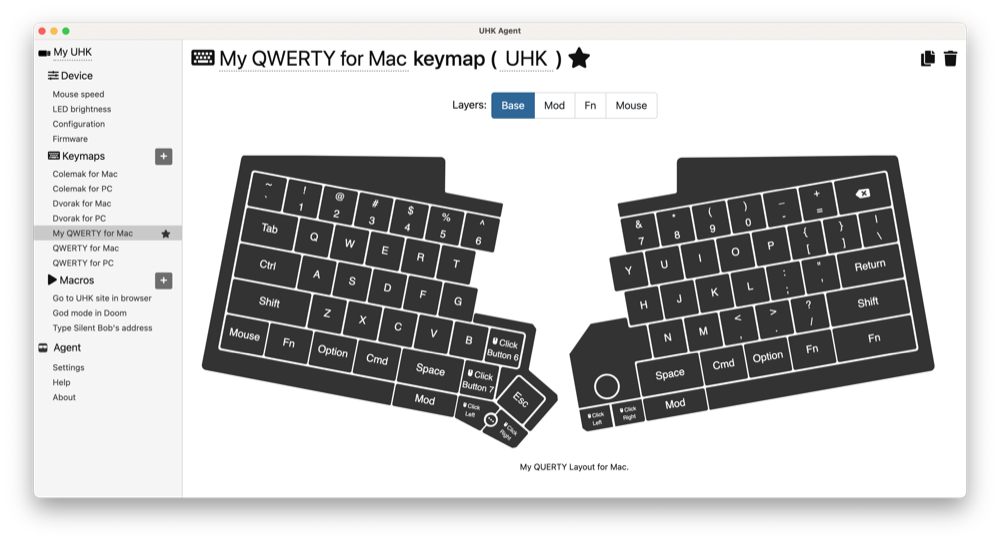 UHK Agent
My UHK
Device
Mouse speed
LED brightness
Configuration
Firmware
Keymaps
Colemak for Mac
Colemak for PC
Dvorak for Mac
Dvorak for PC
My QWERTY for Mac
QWERTY for Mac
QWERTY for PC
Macros
Go to UHK site in browser
God mode in Doom
Type Silent Bob's address
Agent
Settings
Help
About
My QWERTY for Mac keymap ( UHK )
Layers: Base Mod Fn Mouse
~ ! @ # $ % ^
` 1 2 3 4 5 6
Tab Q W E R T
Ctrl A S D F G
Shift Z X C V B Click Button 6
Mouse Fn Option Cmd Space Click Button 7 Esc
Mod Click Left Click Right
& * ( ) _ +
7 8 9 0 - =
Y U I O P { [ } ] | \
H J K L : ; " ' Return
N M < , > . ? / Shift
Space Cmd Option Fn Fn
Click Left Click Right Mod
My QUERTY Layout for Mac.